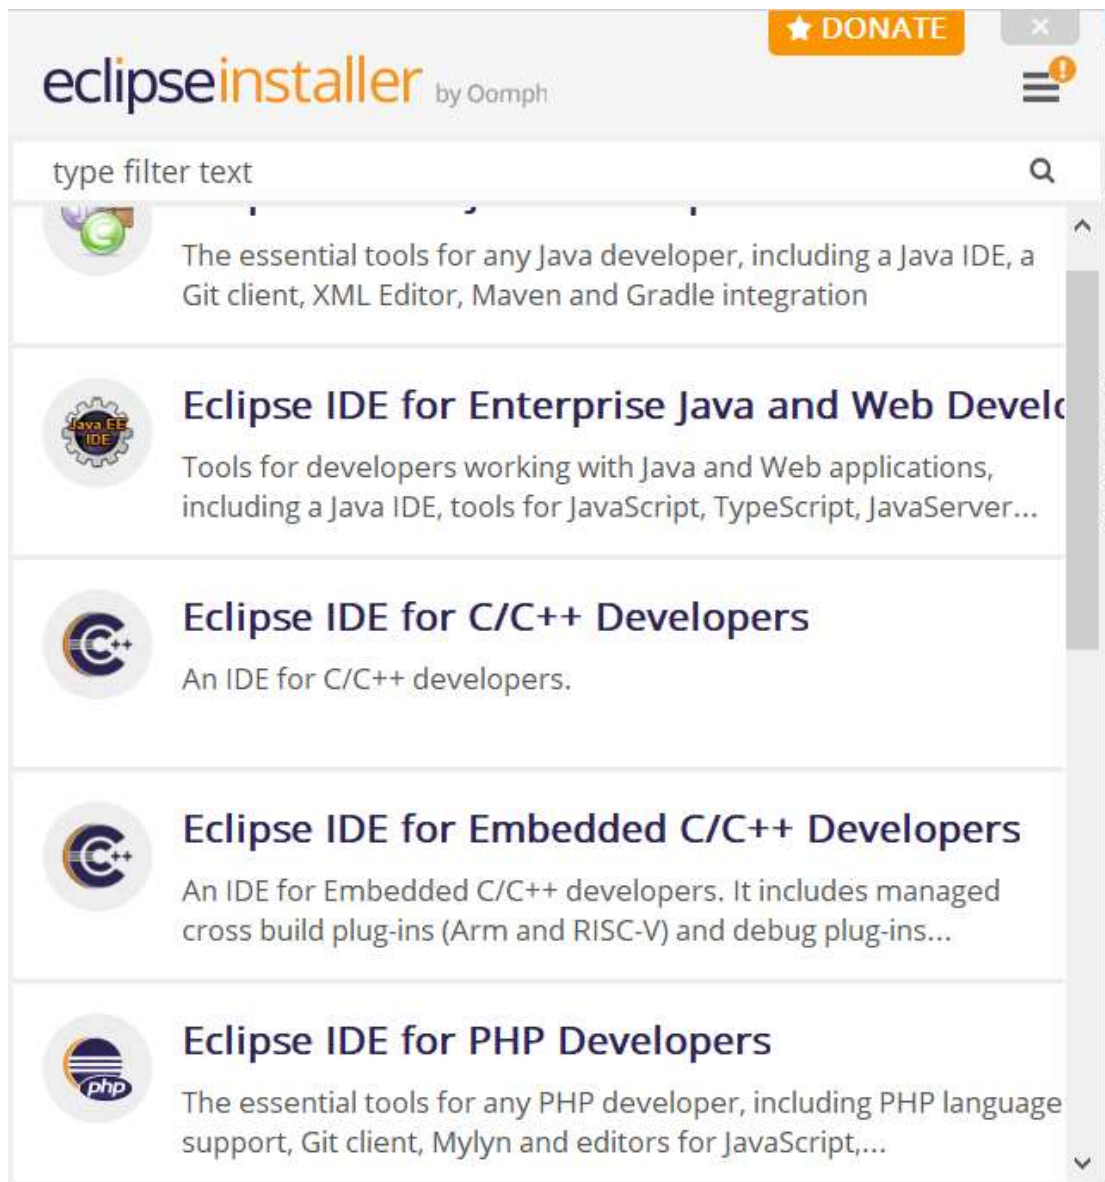 ★ DONATE
eclipseinstaller by Oomph
type filter text
The essential tools for any Java developer, including a Java IDE, a
Git client, XML Editor, Maven and Gradle integration
Java EE
IDE
Eclipse IDE for Enterprise Java and Web Develo
Tools for developers working with Java and Web applications,
including a Java IDE, tools for JavaScript, TypeScript, JavaServer...
C++
Eclipse IDE for C/C++ Developers
An IDE for C/C++ developers.
C++
Eclipse IDE for Embedded C/C++ Developers
An IDE for Embedded C/C++ developers. It includes managed
cross build plug-ins (Arm and RISC-V) and debug plug-ins...
php
Eclipse IDE for PHP Developers
The essential tools for any PHP developer, including PHP language
support, Git client, Mylyn and editors for JavaScript,...